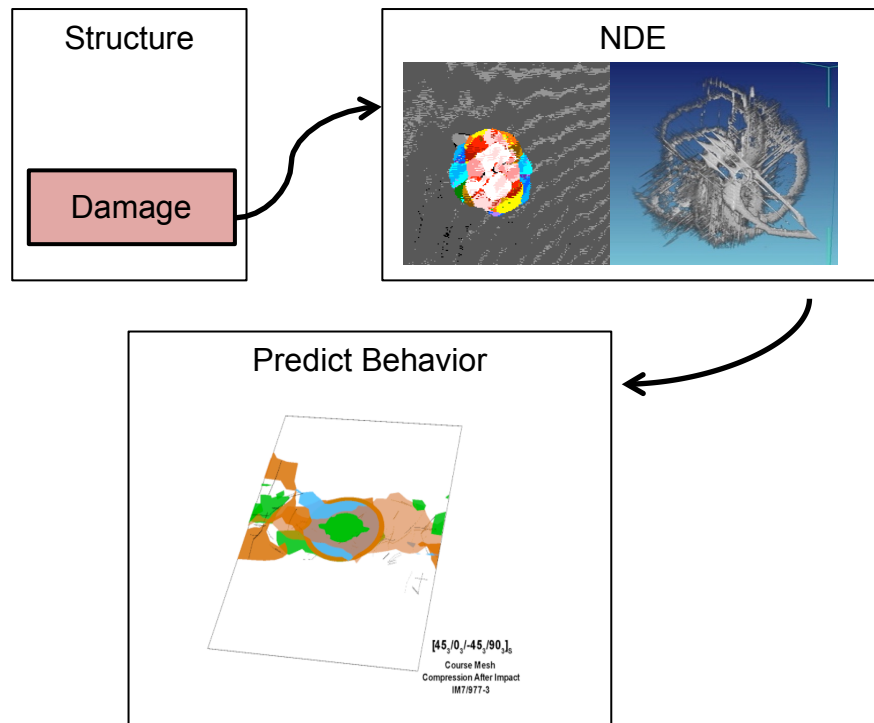 Structure
NDE
Damage
Predict Behavior
[45₃/0₃/-45₃/90₃]ₛ
Course Mesh
Compression After Impact
IM7/977-3